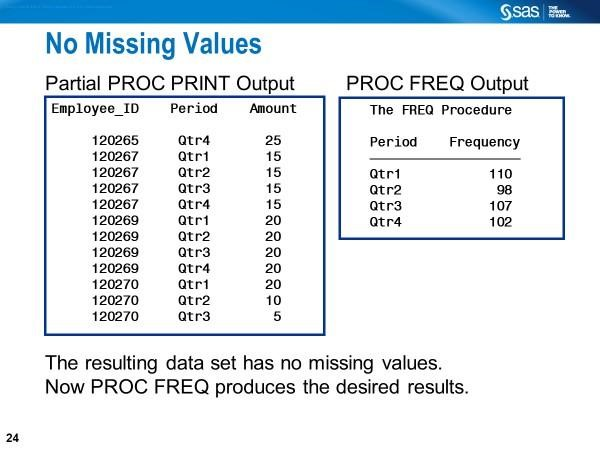 sas THE POWER TO KNOW.
No Missing Values
Partial PROC PRINT Output
Employee_ID Period Amount
120265 Qtr4 25
120267 Qtr1 15
120267 Qtr2 15
120267 Qtr3 15
120267 Qtr4 15
120269 Qtr1 20
120269 Qtr2 20
120269 Qtr3 20
120269 Qtr4 20
120270 Qtr1 20
120270 Qtr2 10
120270 Qtr3 5
PROC FREQ Output
The FREQ Procedure
Period Frequency
Qtr1 110
Qtr2 98
Qtr3 107
Qtr4 102
The resulting data set has no missing values.
Now PROC FREQ produces the desired results.
24